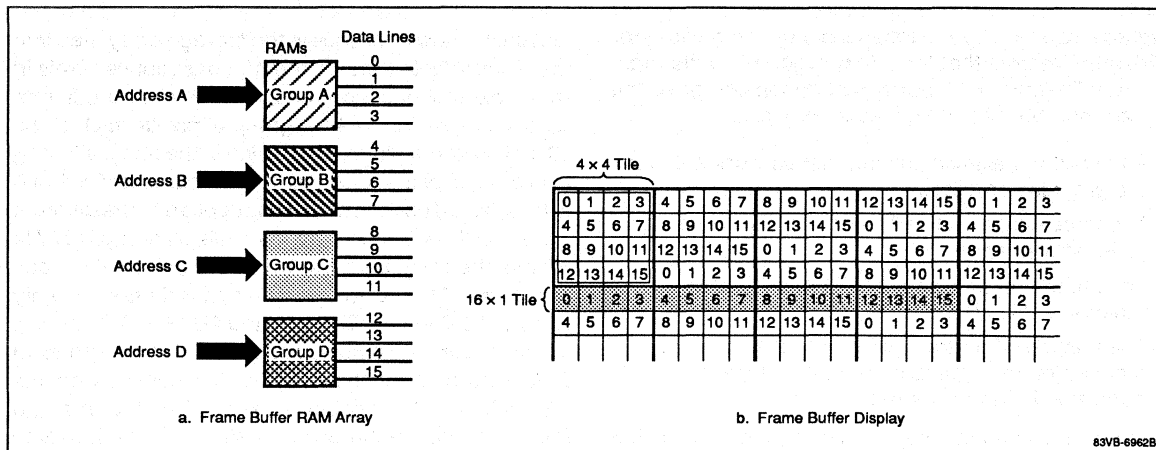 RAMs
Data Lines
Address A
Group A
0
1
2
3
Address B
Group B
4
5
6
7
Address C
Group C
8
9
10
11
Address D
Group D
12
13
14
15
a. Frame Buffer RAM Array
4 × 4 Tile
0 1 2 3 4 5 6 7 8 9 10 11 12 13 14 15 0 1 2 3
4 5 6 7 8 9 10 11 12 13 14 15 0 1 2 3 4 5 6 7
8 9 10 11 12 13 14 15 0 1 2 3 4 5 6 7 8 9 10 11
12 13 14 15 0 1 2 3 4 5 6 7 8 9 10 11 12 13 14 15
16 × 1 Tile 0 1 2 3 4 5 6 7 8 9 10 11 12 13 14 15 0 1 2 3
4 5 6 7 8 9 10 11 12 13 14 15 0 1 2 3 4 5 6 7
b. Frame Buffer Display
83VB-6962B